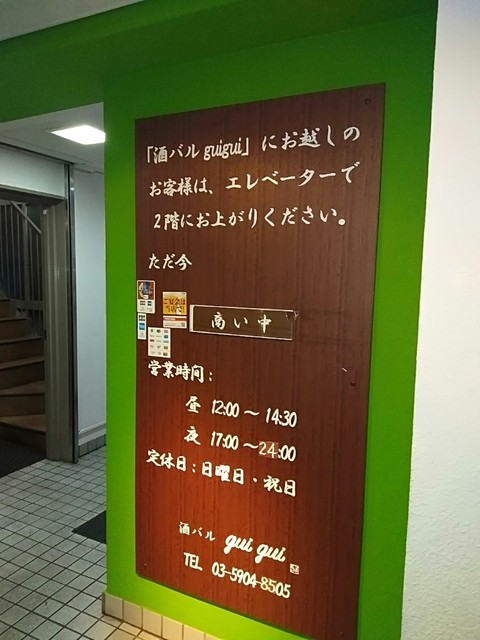 「酒バル guigui」にお越しの
お客様は、エレベーターで
2階にお上がりください。
ただ今
商い中
営業時間:
昼 12:00～14:30
夜 17:00～24:00
定休日:日曜日・祝日
酒バル gui gui
TEL 03-5904-8505